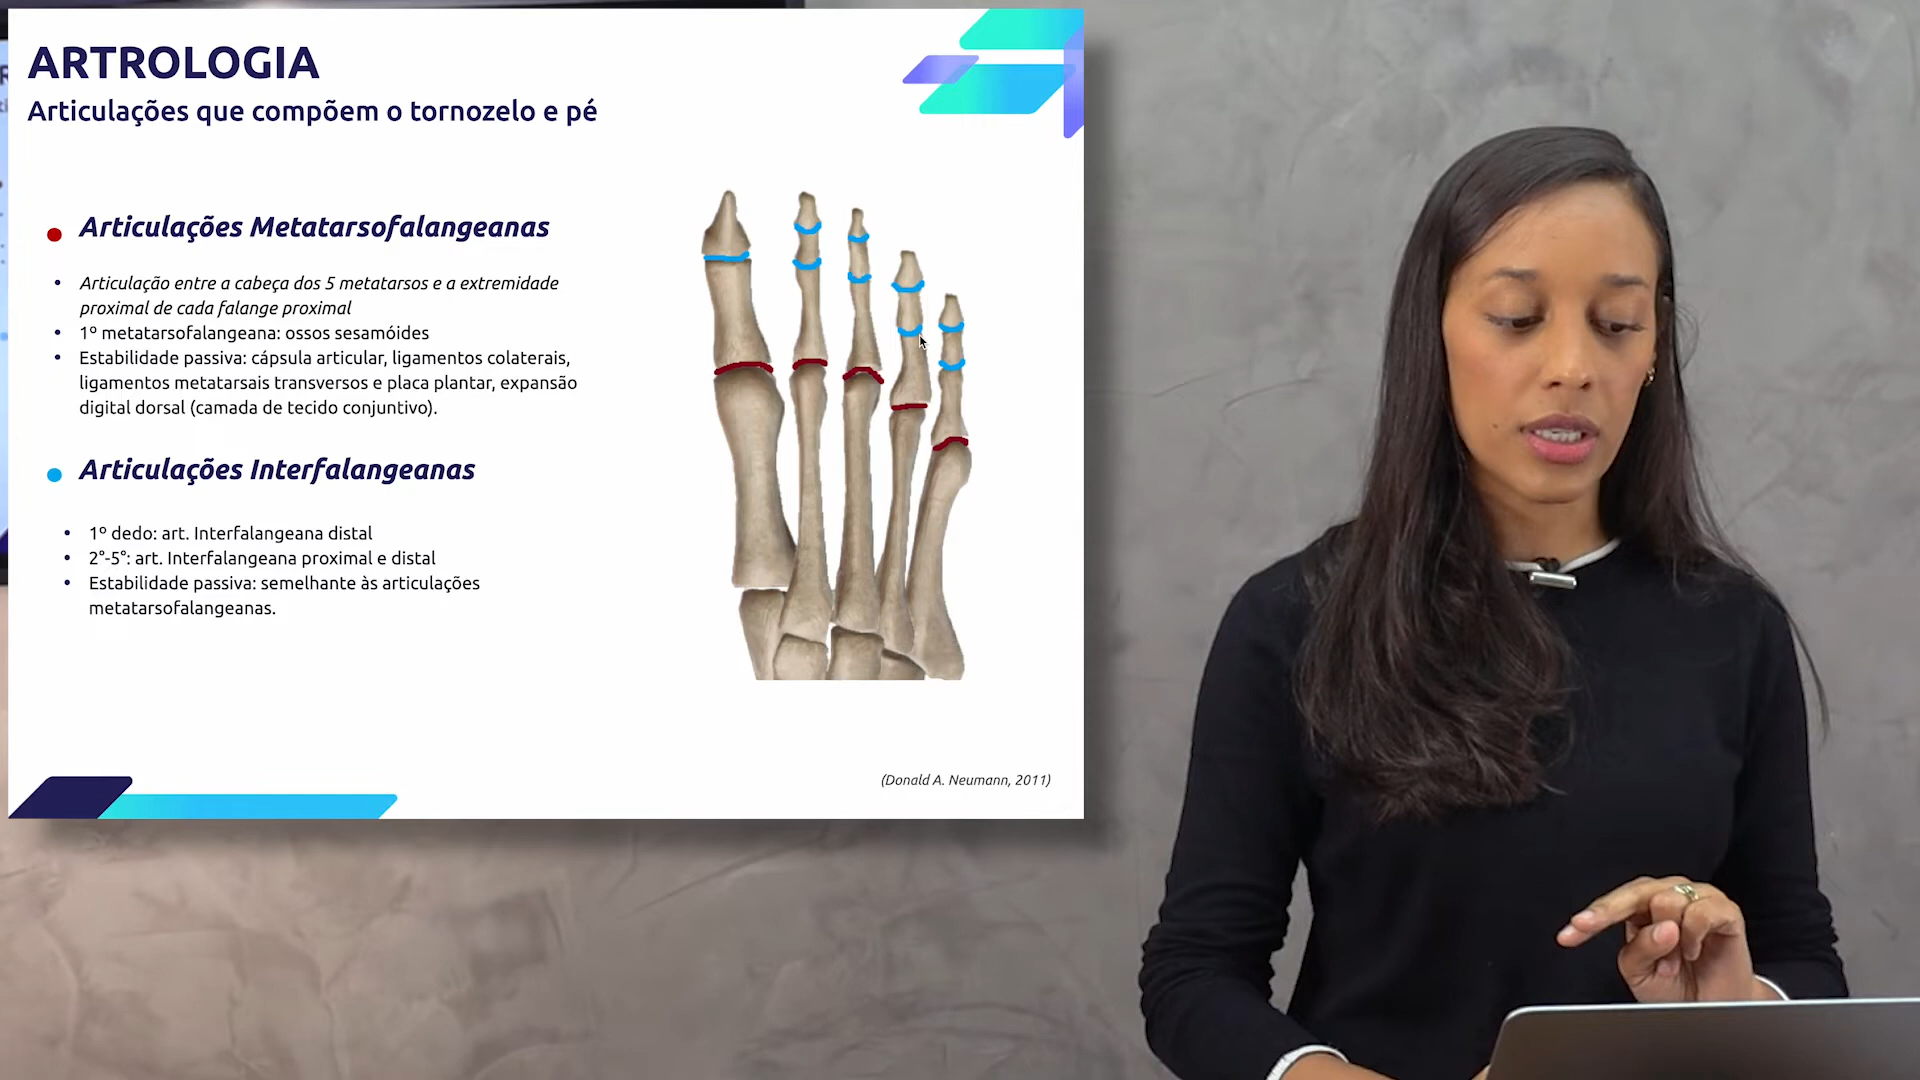 ARTROLOGIA
Articulações que compõem o tornozelo e pé
Articulações Metatarsofalangeanas
Articulação entre a cabeça dos 5 metatarsos e a extremidade
proximal de cada falange proximal
1º metatarsofalangeana: ossos sesamóides
Estabilidade passiva: cápsula articular, ligamentos colaterais,
ligamentos metatarsais transversos e placa plantar, expansão
digital dorsal (camada de tecido conjuntivo).
Articulações Interfalangeanas
1º dedo: art. Interfalangeana distal
2°-5°: art. Interfalangeana proximal e distal
Estabilidade passiva: semelhante às articulações
metatarsofalangeanas.
(Donald A. Neumann, 2011)